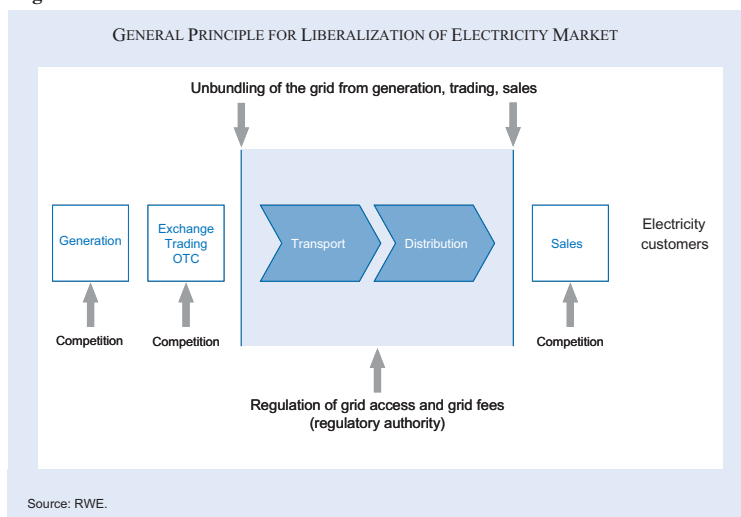 GENERAL PRINCIPLE FOR LIBERALIZATION OF ELECTRICITY MARKET
Unbundling of the grid from generation, trading, sales
Generation
Exchange
Trading
OTC
Transport
Distribution
Sales
Electricity
customers
Competition
Competition
Competition
Regulation of grid access and grid fees
(regulatory authority)
Source: RWE.